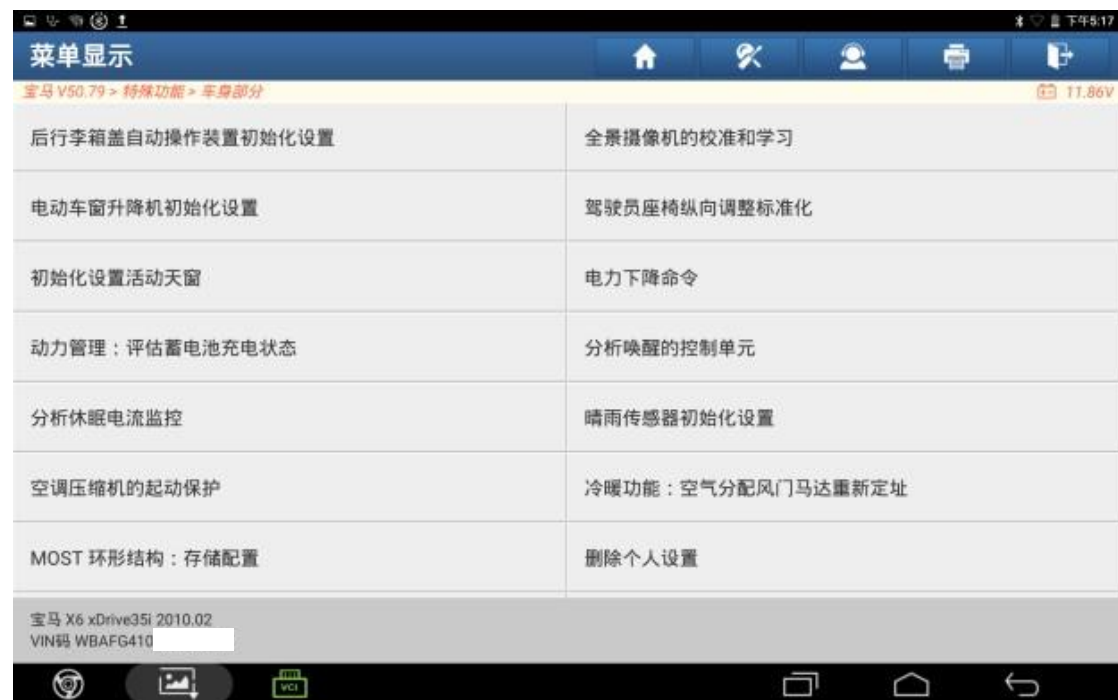 下午5:17
菜单显示
宝马 V50.79 > 特殊功能 > 车身部分
11.86V
后行李箱盖自动操作装置初始化设置
全景摄像机的校准和学习
电动车窗升降机初始化设置
驾驶员座椅纵向调整标准化
初始化设置活动天窗
电力下降命令
动力管理：评估蓄电池充电状态
分析唤醒的控制单元
分析休眠电流监控
晴雨传感器初始化设置
空调压缩机的起动保护
冷暖功能：空气分配风门马达重新定址
MOST 环形结构：存储配置
删除个人设置
宝马 X6 xDrive35i 2010.02
VIN码 WBAFG410
VCI